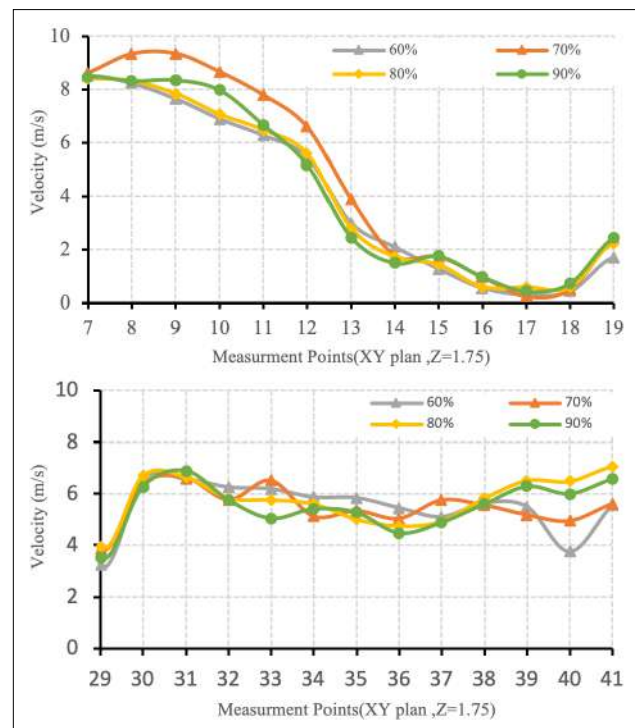 10
8
6
4
2
0
Velocity (m/s)
60% 70%
80% 90%
7 8 9 10 11 12 13 14 15 16 17 18 19
Measurment Points(XY plan ,Z=1.75)
10
8
6
4
2
0
Velocity (m/s)
60% 70%
80% 90%
29 30 31 32 33 34 35 36 37 38 39 40 41
Measurment Points(XY plan ,Z=1.75)